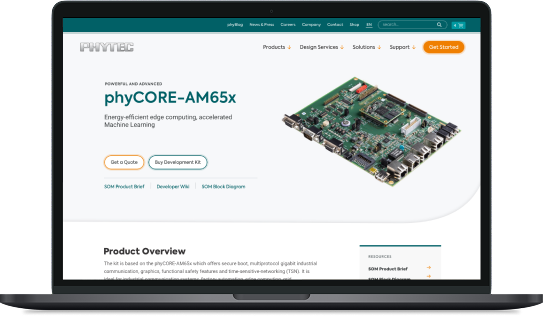 phyBlog News & Press Careers Company Contact Shop EN SEARCH...
PHYTEC Products Design Services Solutions Support Get Started
POWERFUL AND ADVANCED
phyCORE-AM65x
Energy-efficient edge computing, accelerated
Machine Learning
Get a Quote Buy Development Kit
SOM Product Brief Developer Wiki SOM Block Diagram
Product Overview
The kit is based on the phyCORE-AM65x which offers secure boot, multiprotocol gigabit industrial
communication, graphics, functional safety features and time-sensitive-networking (TSN). It is
RESOURCES
SOM Product Brief
SOM Block Diagram